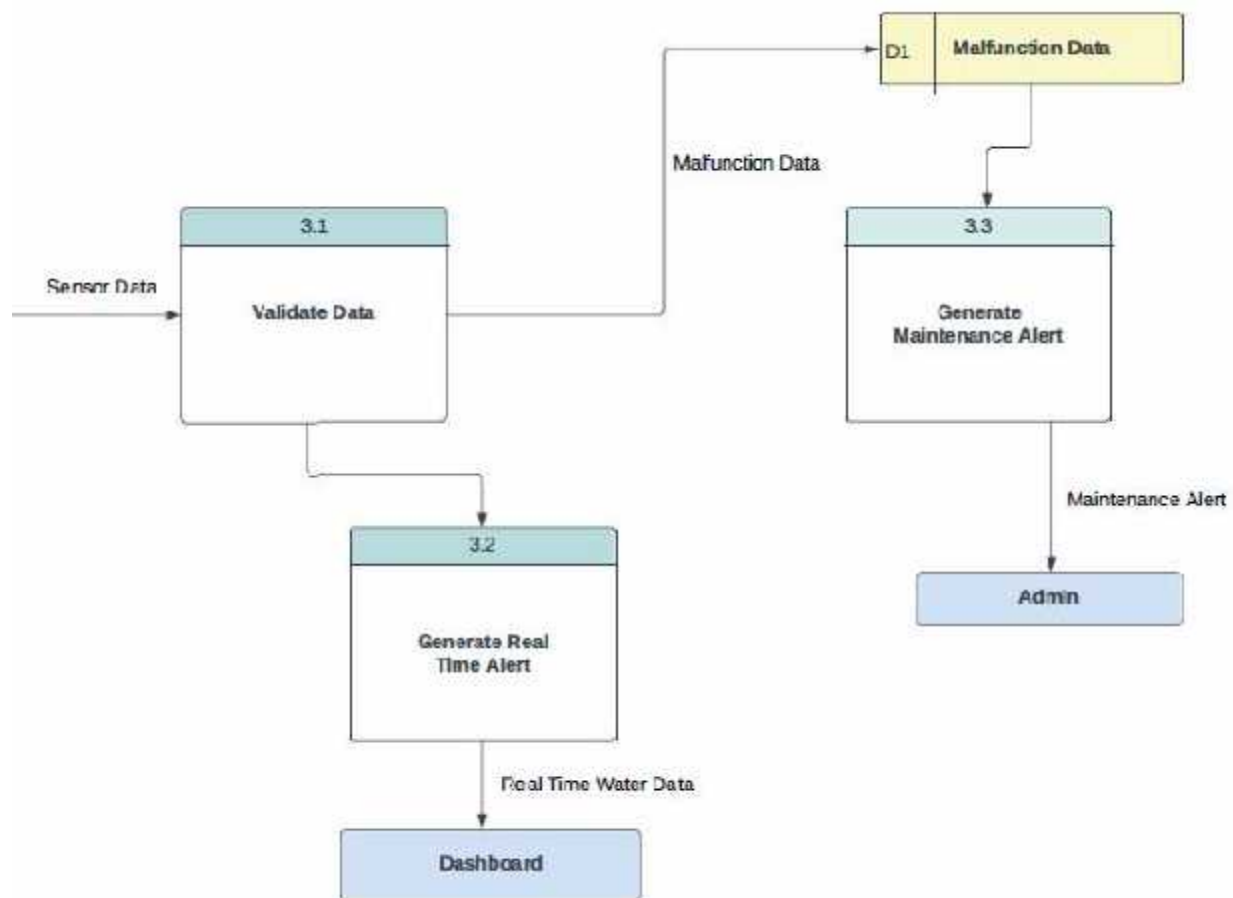 D1
Malfunction Data
Malfunction Data
3.1
3.3
Sensor Data
Validate Data
Generate
Maintenance Alert
Maintenance Alert
3.2
Admin
Generate Real
Time Alert
Real Time Water Data
Dashboard